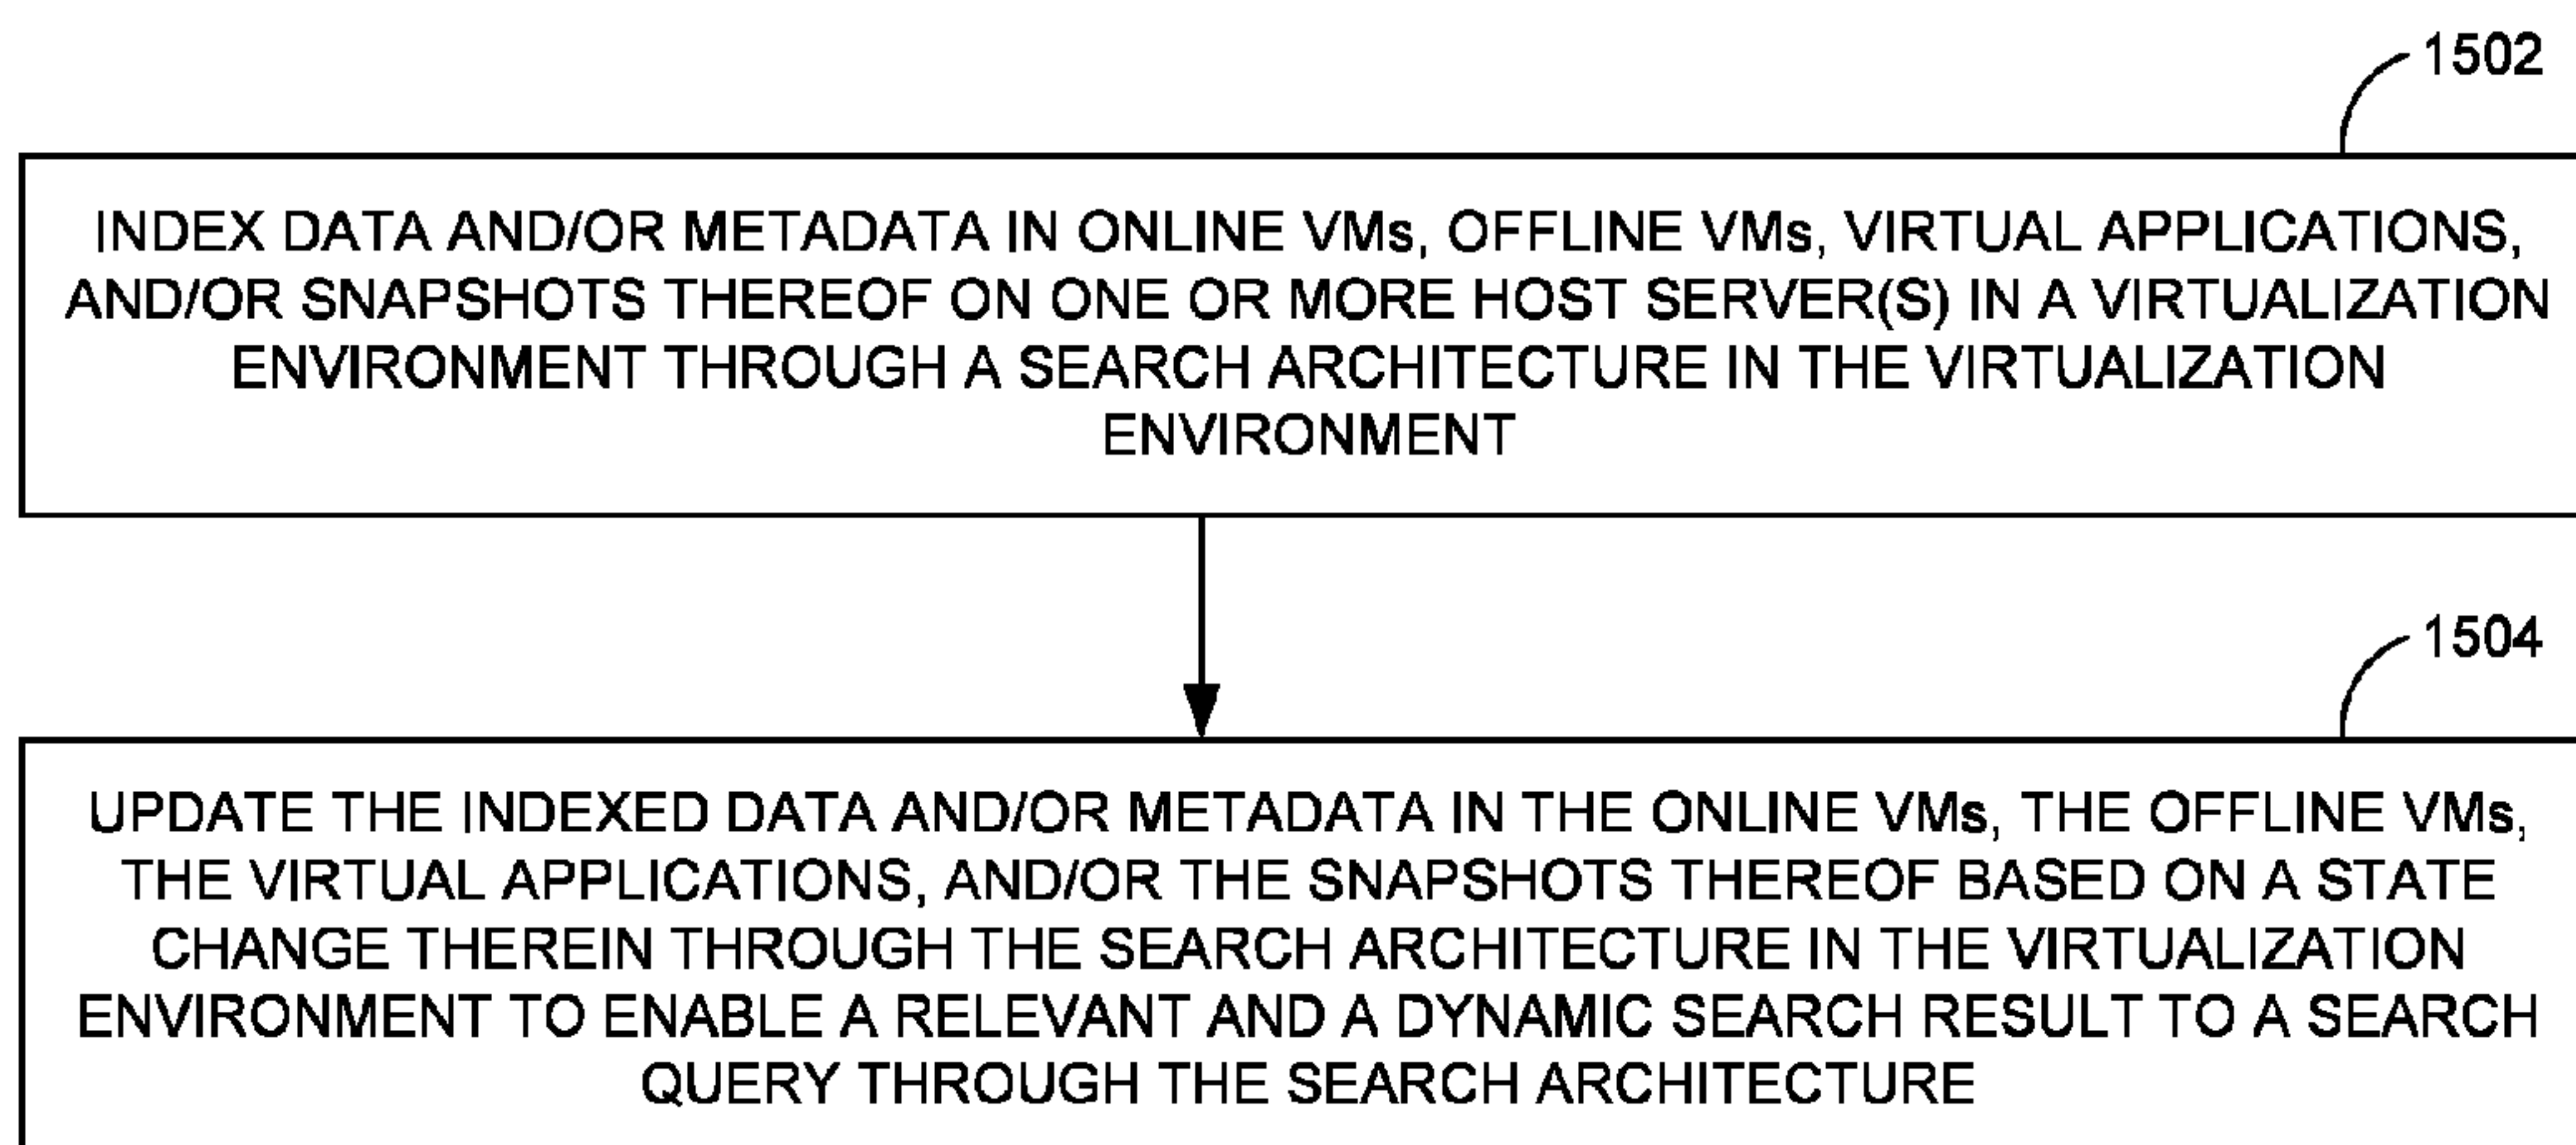 1502
INDEX DATA AND/OR METADATA IN ONLINE VMs, OFFLINE VMs, VIRTUAL APPLICATIONS,
AND/OR SNAPSHOTS THEREOF ON ONE OR MORE HOST SERVER(S) IN A VIRTUALIZATION
ENVIRONMENT THROUGH A SEARCH ARCHITECTURE IN THE VIRTUALIZATION
ENVIRONMENT
1504
UPDATE THE INDEXED DATA AND/OR METADATA IN THE ONLINE VMs, THE OFFLINE VMs,
THE VIRTUAL APPLICATIONS, AND/OR THE SNAPSHOTS THEREOF BASED ON A STATE
CHANGE THEREIN THROUGH THE SEARCH ARCHITECTURE IN THE VIRTUALIZATION
ENVIRONMENT TO ENABLE A RELEVANT AND A DYNAMIC SEARCH RESULT TO A SEARCH
QUERY THROUGH THE SEARCH ARCHITECTURE